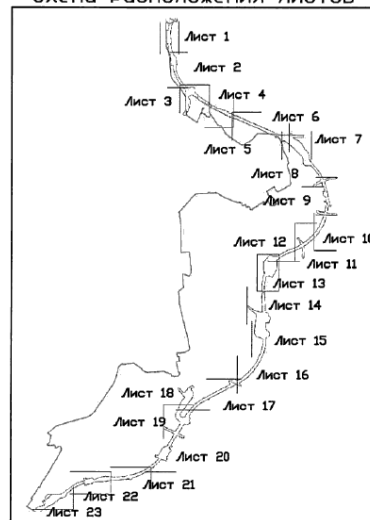 схема расположения листов
Лист 1
Лист 2
Лист 3
Лист 4
Лист 5
Лист 6
Лист 7
Лист 8
Лист 9
Лист 10
Лист 11
Лист 12
Лист 13
Лист 14
Лист 15
Лист 16
Лист 17
Лист 18
Лист 19
Лист 20
Лист 21
Лист 22
Лист 23